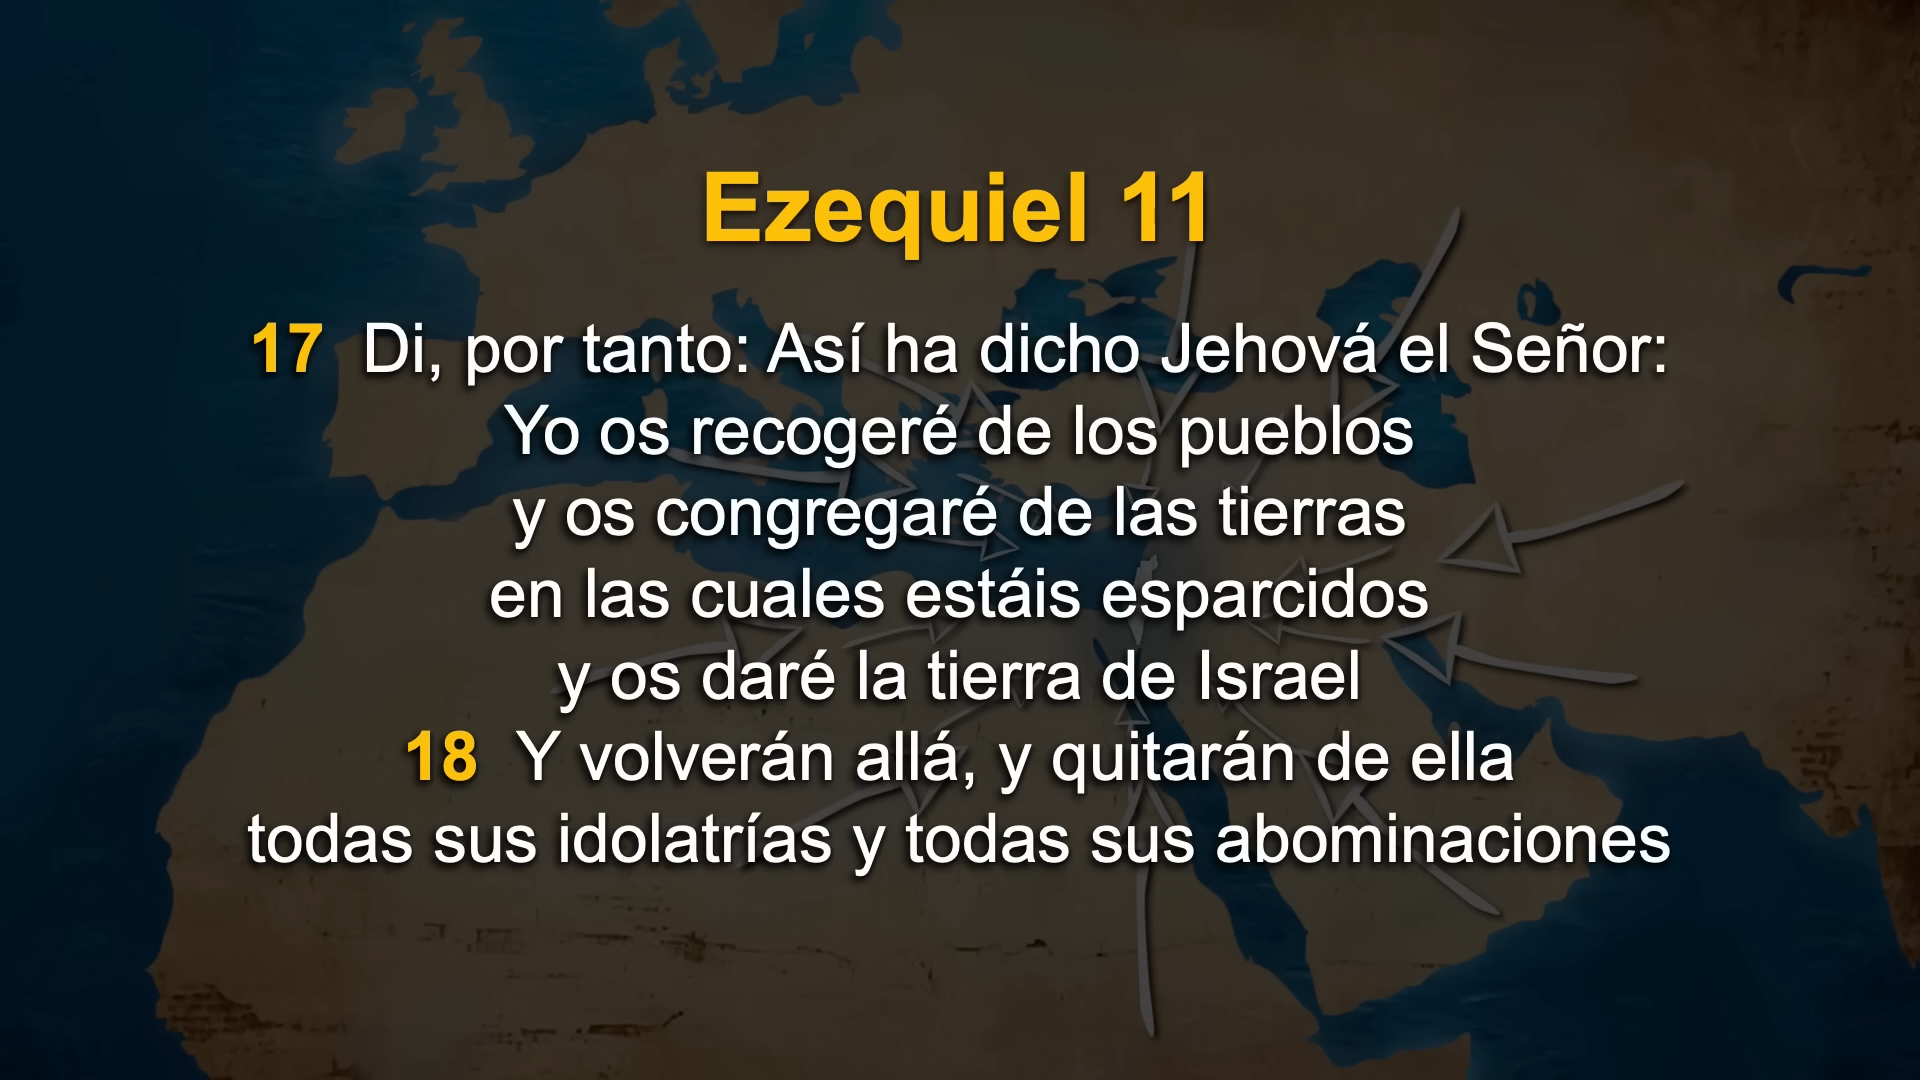 Ezequiel 11
17 Di, por tanto: Así ha dicho Jehová el Señor:
Yo os recogeré de los pueblos
y os congregaré de las tierras
en las cuales estáis esparcidos
y os daré la tierra de Israel
18 Y volverán allá, y quitarán de ella
todas sus idolatrías y todas sus abominaciones